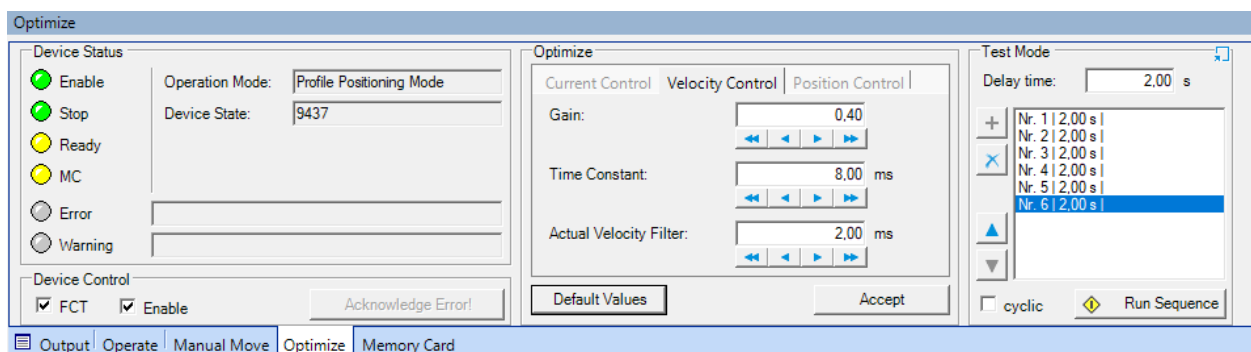 Optimize
Device Status
Enable
Operation Mode: Profile Positioning Mode
Stop
Device State: 9437
Ready
MC
Error
Warning
Device Control
FCT Enable Acknowledge Error!
Optimize
Current Control Velocity Control Position Control
Gain: 0,40
Time Constant: 8,00 ms
Actual Velocity Filter: 2,00 ms
Default Values Accept
Test Mode
Delay time: 2,00 s
Nr. 1 | 2,00 s |
Nr. 2 | 2,00 s |
Nr. 3 | 2,00 s |
Nr. 4 | 2,00 s |
Nr. 5 | 2,00 s |
Nr. 6 | 2,00 s |
cyclic Run Sequence
Output Operate Manual Move Optimize Memory Card